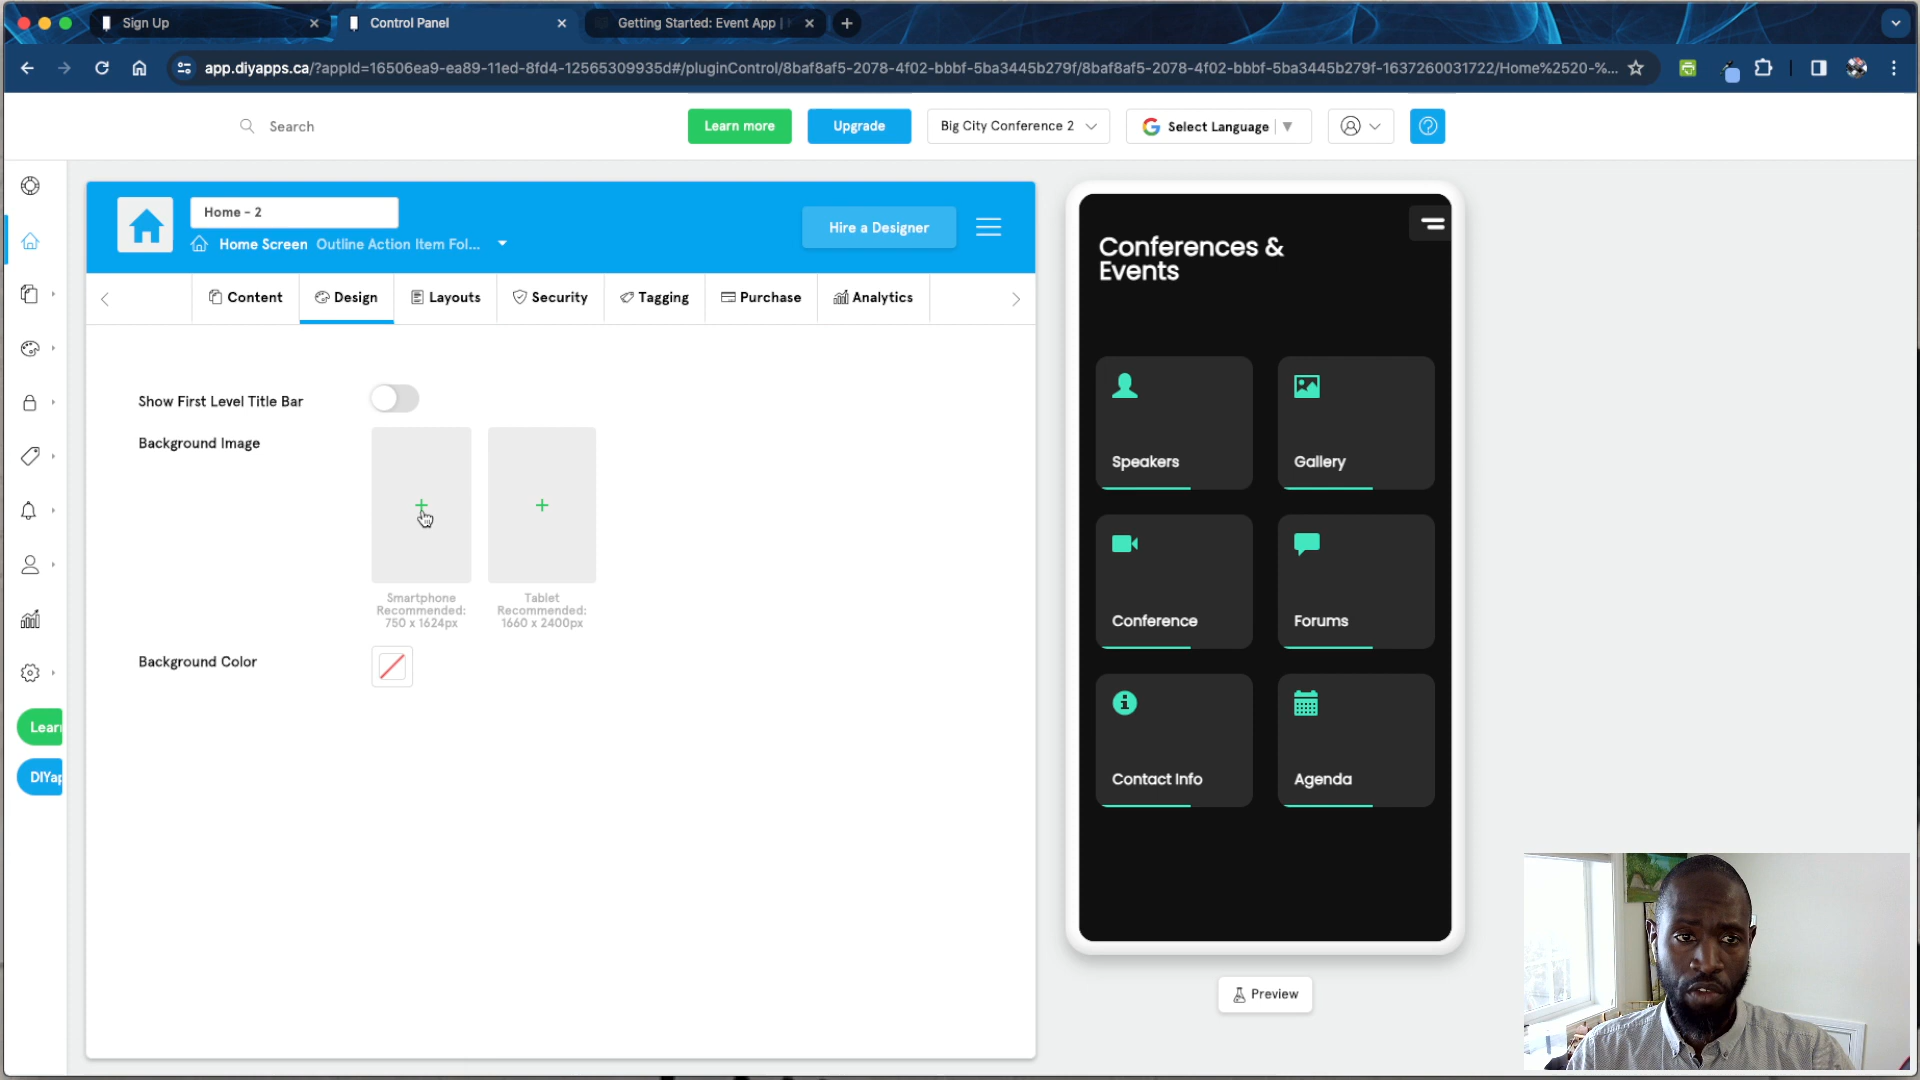 Sign Up
Control Panel
Getting Started: Event App |
app.diyapps.ca/?appId=16506ea9-ea89-11ed-8fd4-12565309935d#/pluginControl/8baf8af5-2078-4f02-bbbf-5ba3445b279f/8baf8af5-2078-4f02-bbbf-5ba3445b279f-1637260031722/Home%2520-%...
Search
Learn more
Upgrade
Big City Conference 2
Select Language
Home - 2
Home Screen Outline Action Item Fol...
Hire a Designer
Content
Design
Layouts
Security
Tagging
Purchase
Analytics
Show First Level Title Bar
Background Image
Smartphone
Recommended:
750 x 1624px
Tablet
Recommended:
1660 x 2400px
Background Color
Lear
DIYap
Conferences &
Events
Speakers
Gallery
Conference
Forums
Contact Info
Agenda
Preview